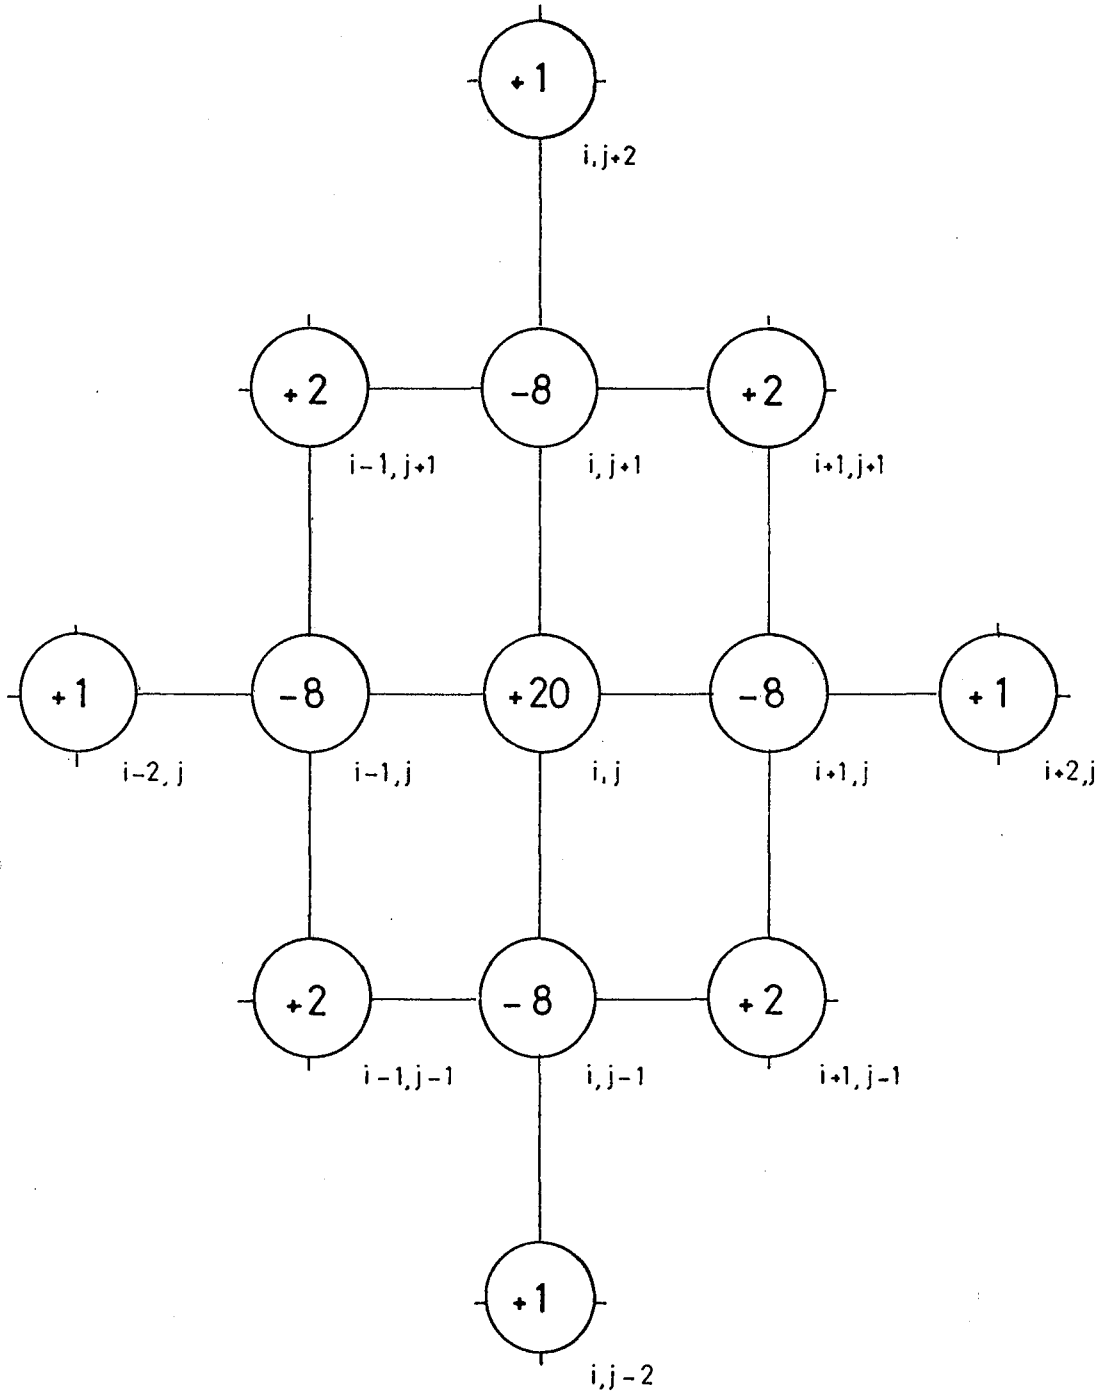 +1
i,j+2
+2 -8 +2
i-1,j+1 i,j+1 i+1,j+1
+1 -8 +20 -8 +1
i-2,j i-1,j i,j i+1,j i+2,j
+2 -8 +2
i-1,j-1 i,j-1 i+1,j-1
+1
i,j-2